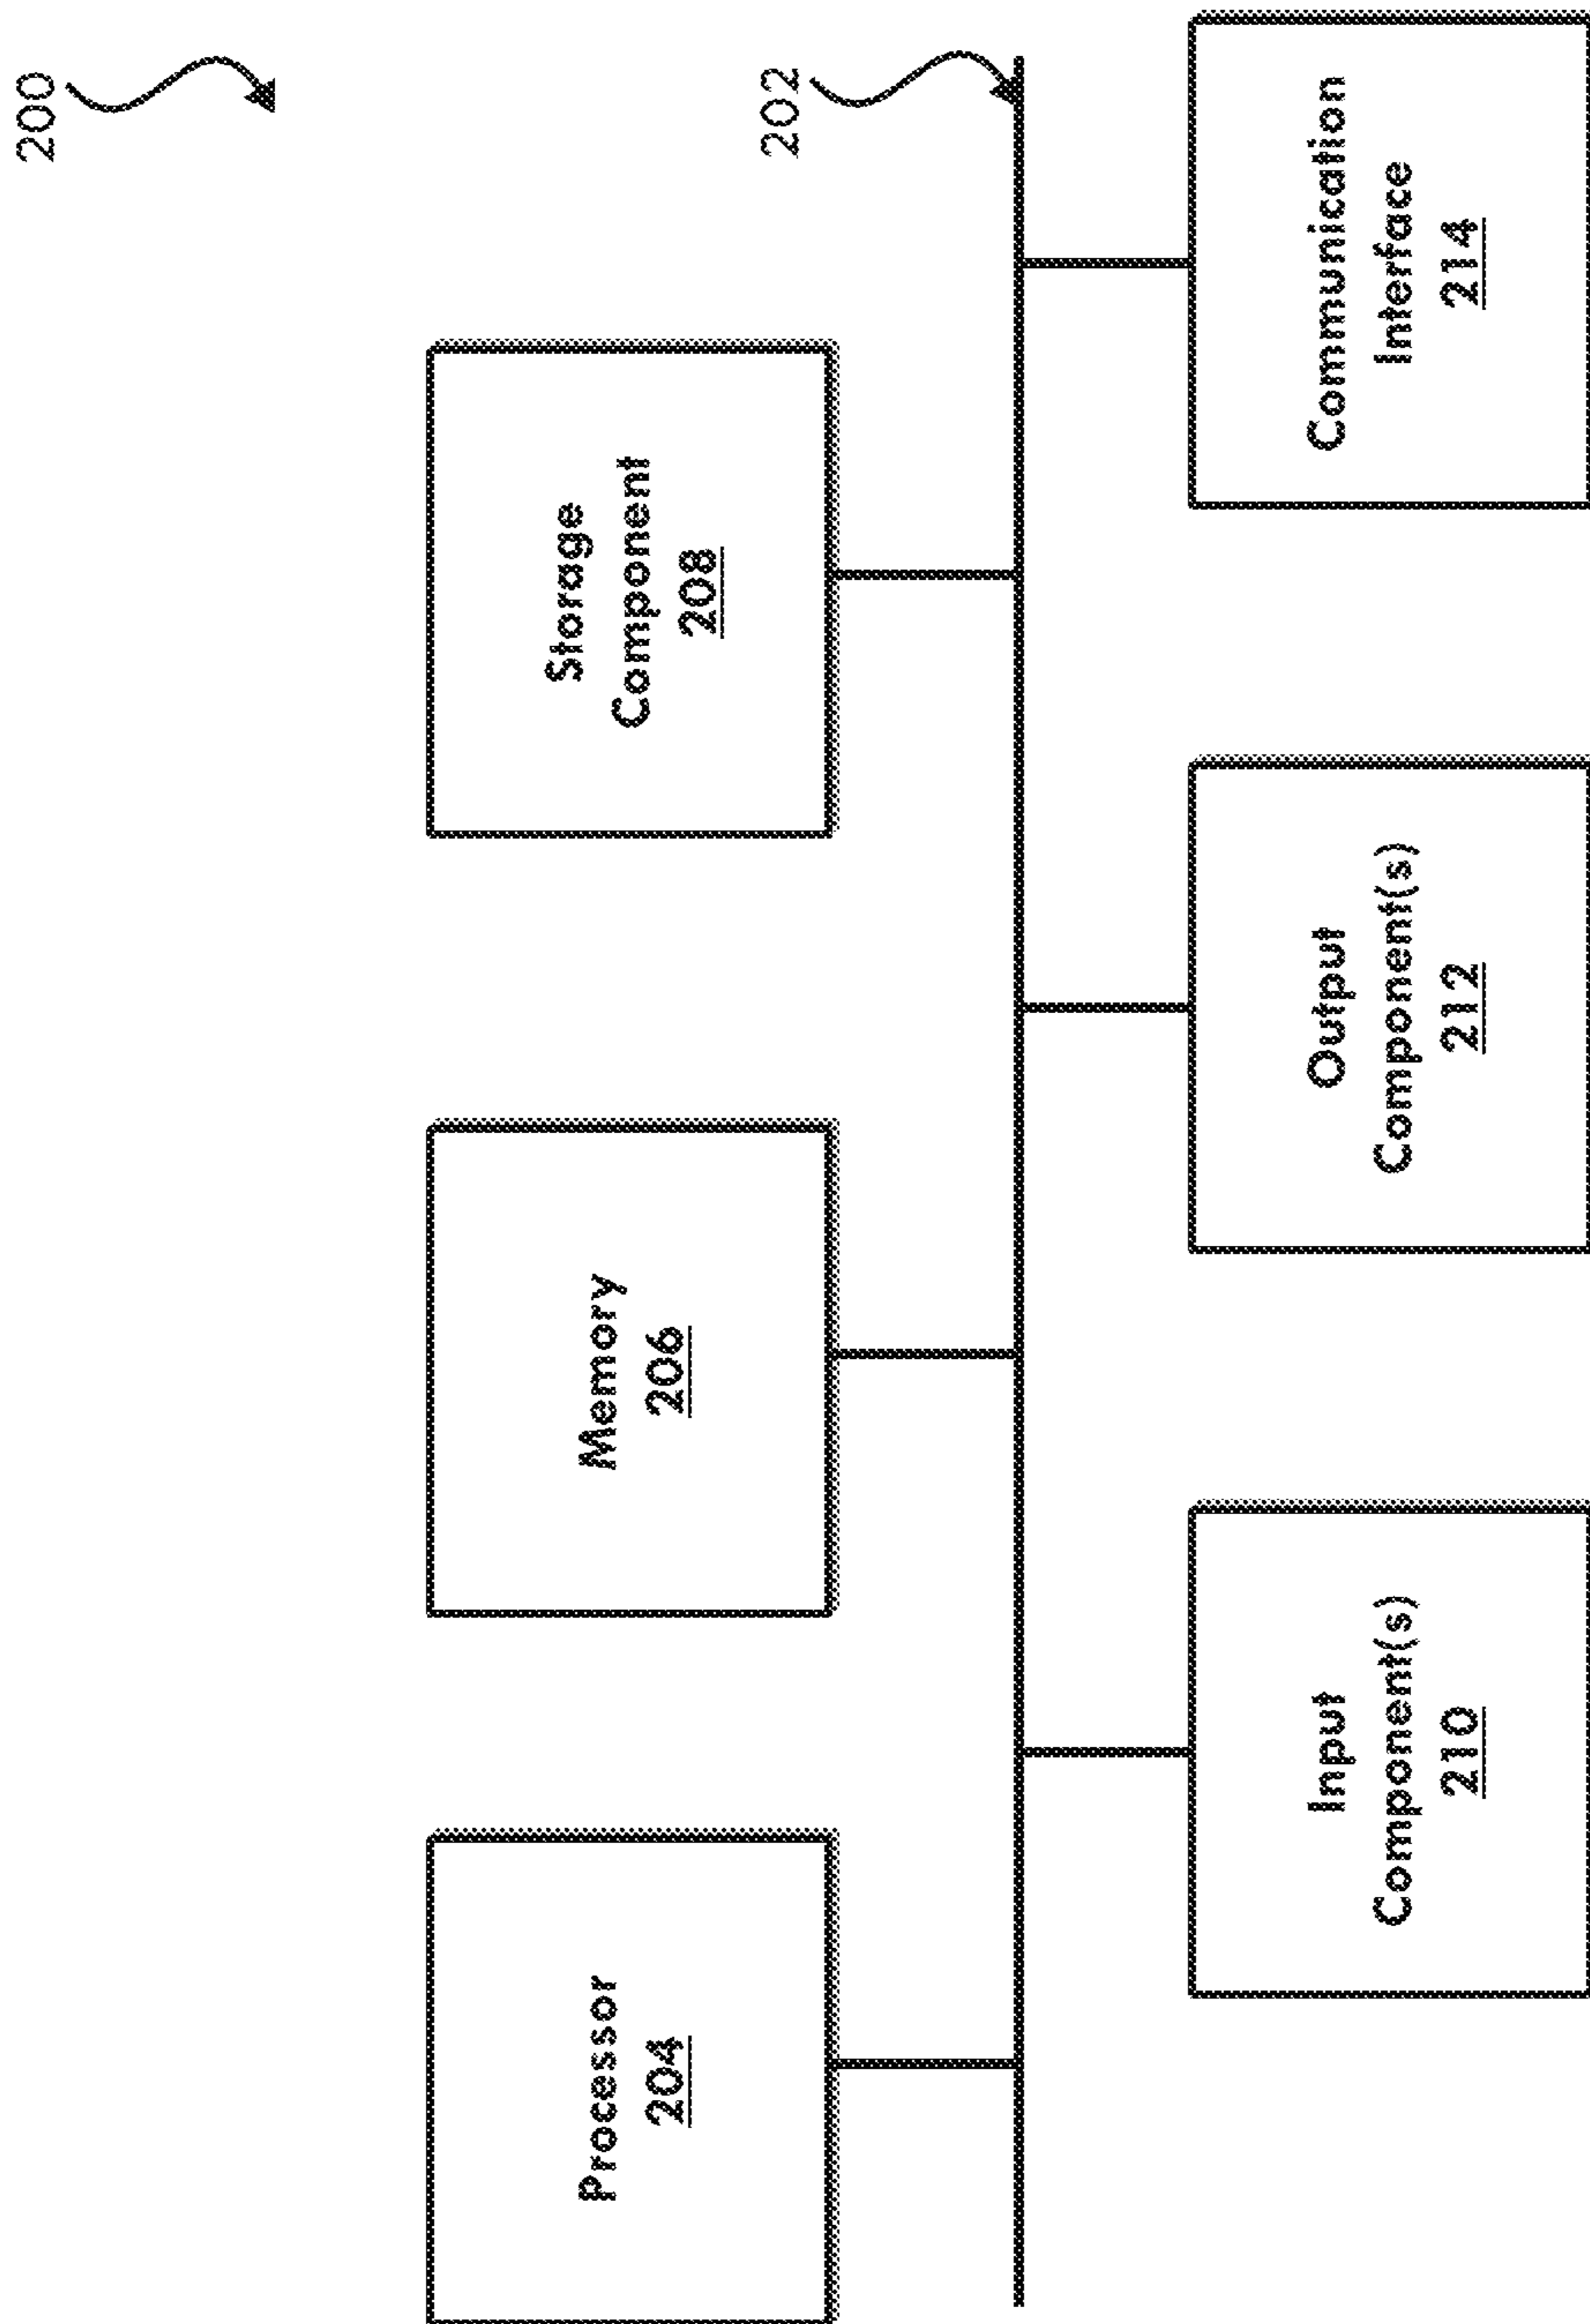 200
Processor
204
Memory
206
Storage
Component
208
202
Input
Component(s)
210
Output
Component(s)
212
Communication
Interface
214